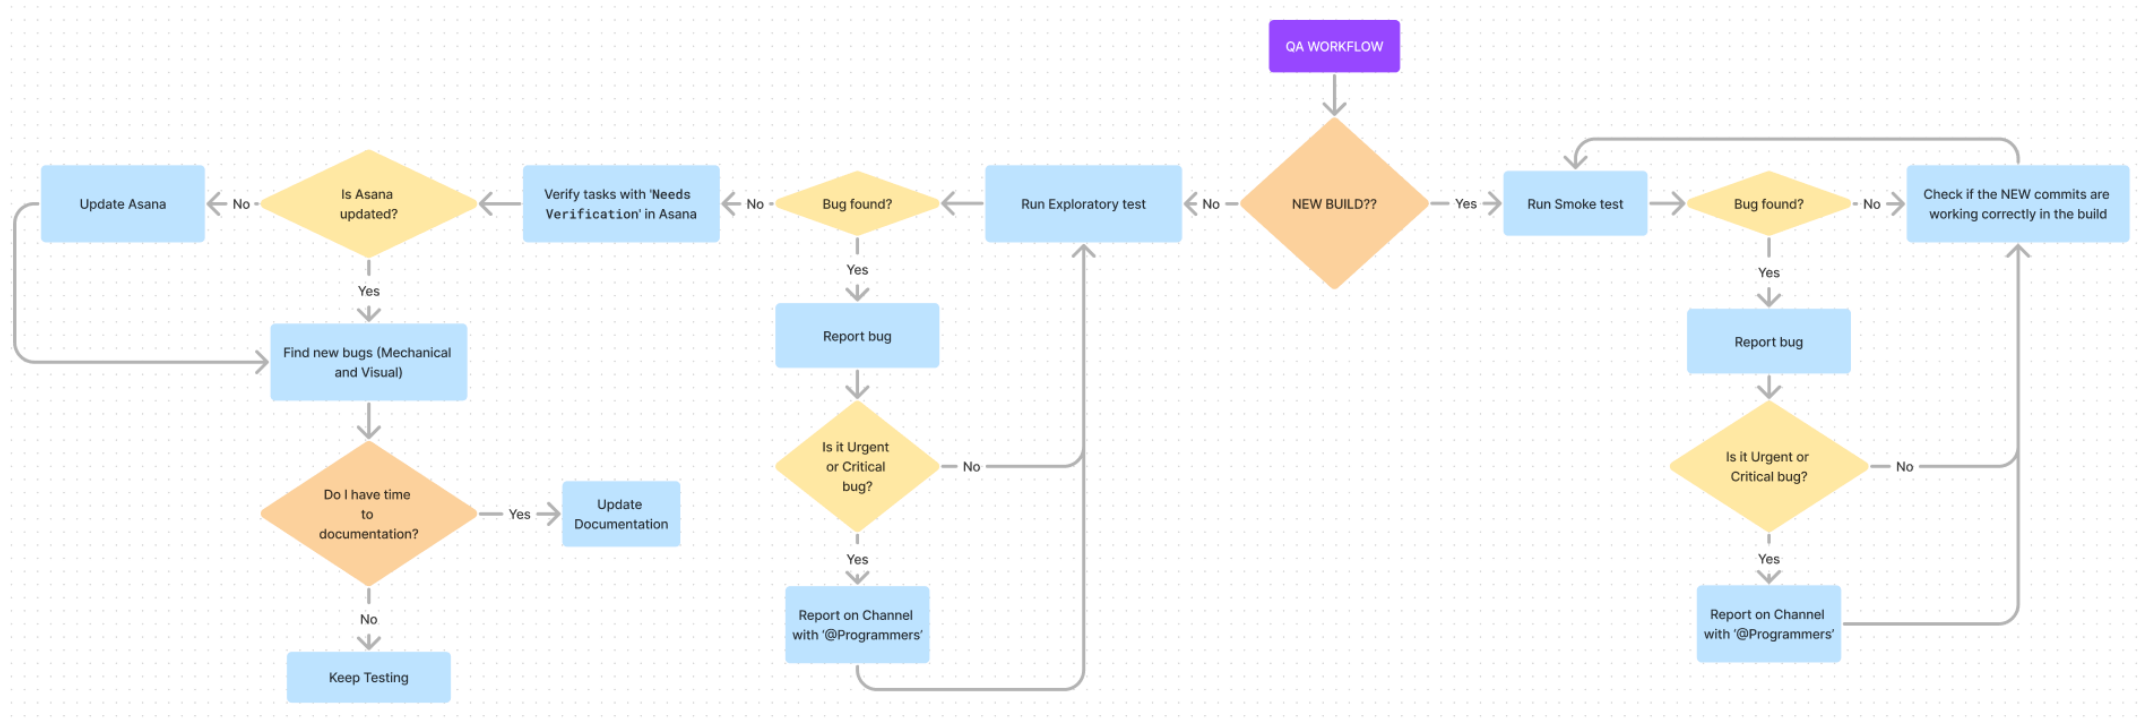 QA WORKFLOW
NEW BUILD??
No
Yes
Run Exploratory test
Bug found?
No
Yes
Verify tasks with 'Needs
Verification' in Asana
Is Asana
updated?
No
Update Asana
Yes
Find new bugs (Mechanical
and Visual)
Do I have time
to
documentation?
Yes
Update
Documentation
No
Keep Testing
Report bug
Is it Urgent
or Critical
bug?
No
Yes
Report on Channel
with '@Programmers'
Run Smoke test
Bug found?
No
Check if the NEW commits are
working correctly in the build
Yes
Report bug
Is it Urgent or
Critical bug?
No
Yes
Report on Channel
with '@Programmers'